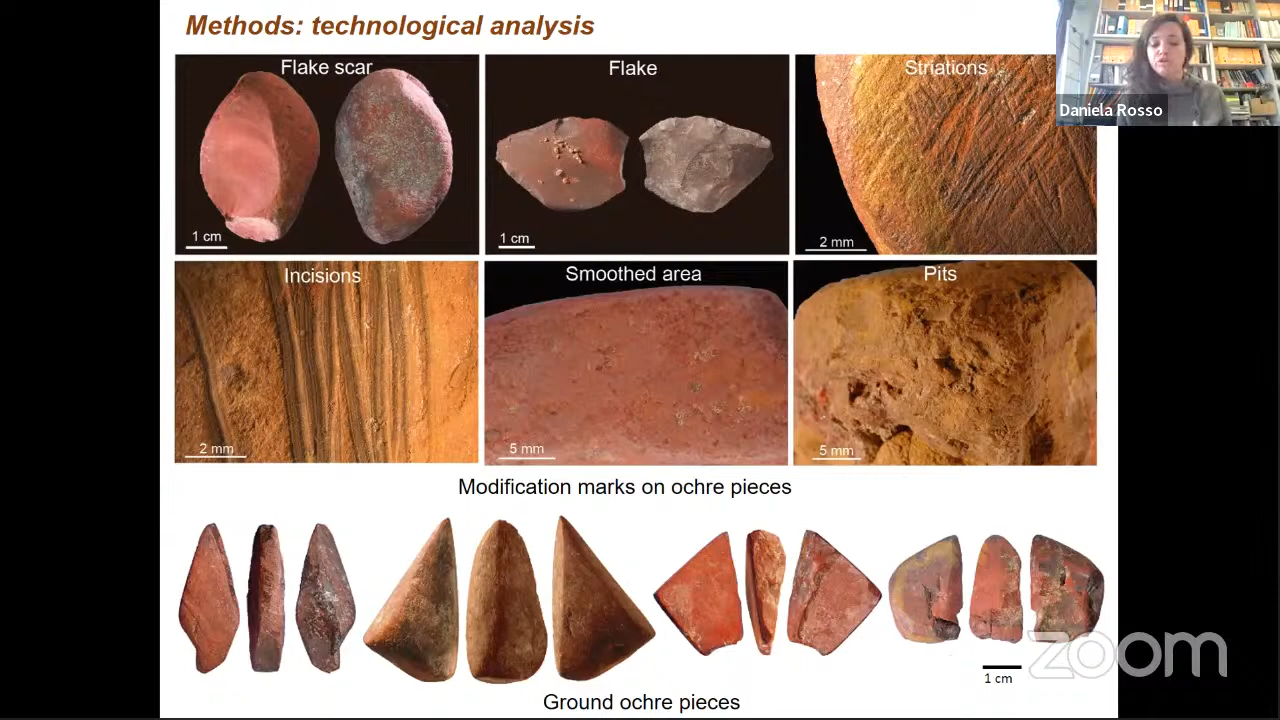 Methods: technological analysis
Daniela Rosso
Flake scar
Flake
Striations
1 cm
1 cm
2 mm
Incisions
Smoothed area
Pits
2 mm
5 mm
5 mm
Modification marks on ochre pieces
zoom
1 cm
Ground ochre pieces